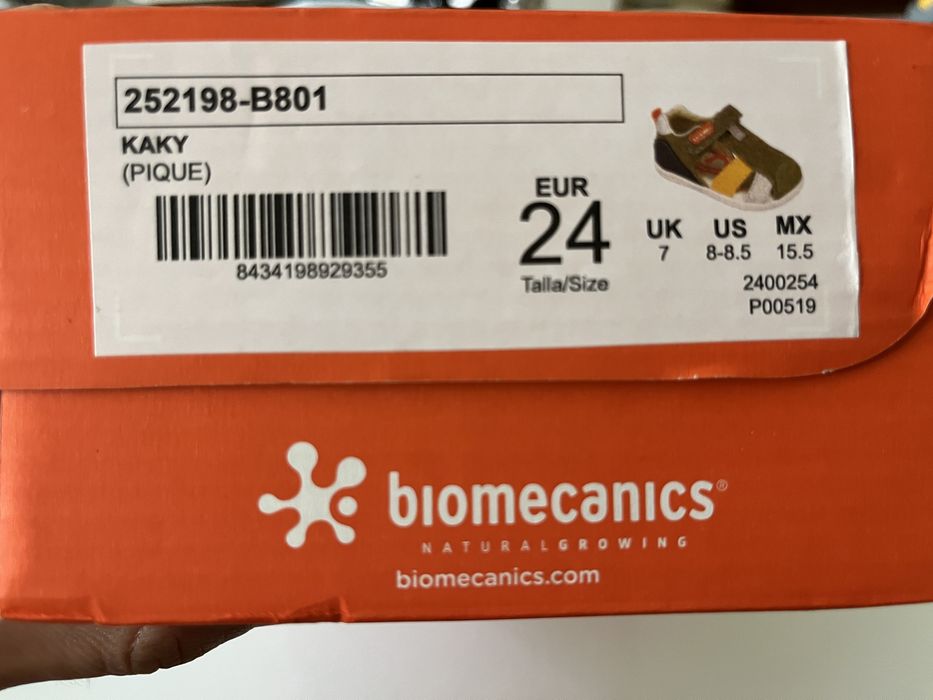 252198-B801
KAKY
(PIQUE)
8434198929355
EUR
24
Talla/Size
UK US MX
7 8-8.5 15.5
2400254
P00519
biomecanics®
NATURALGROWING
biomecanics.com